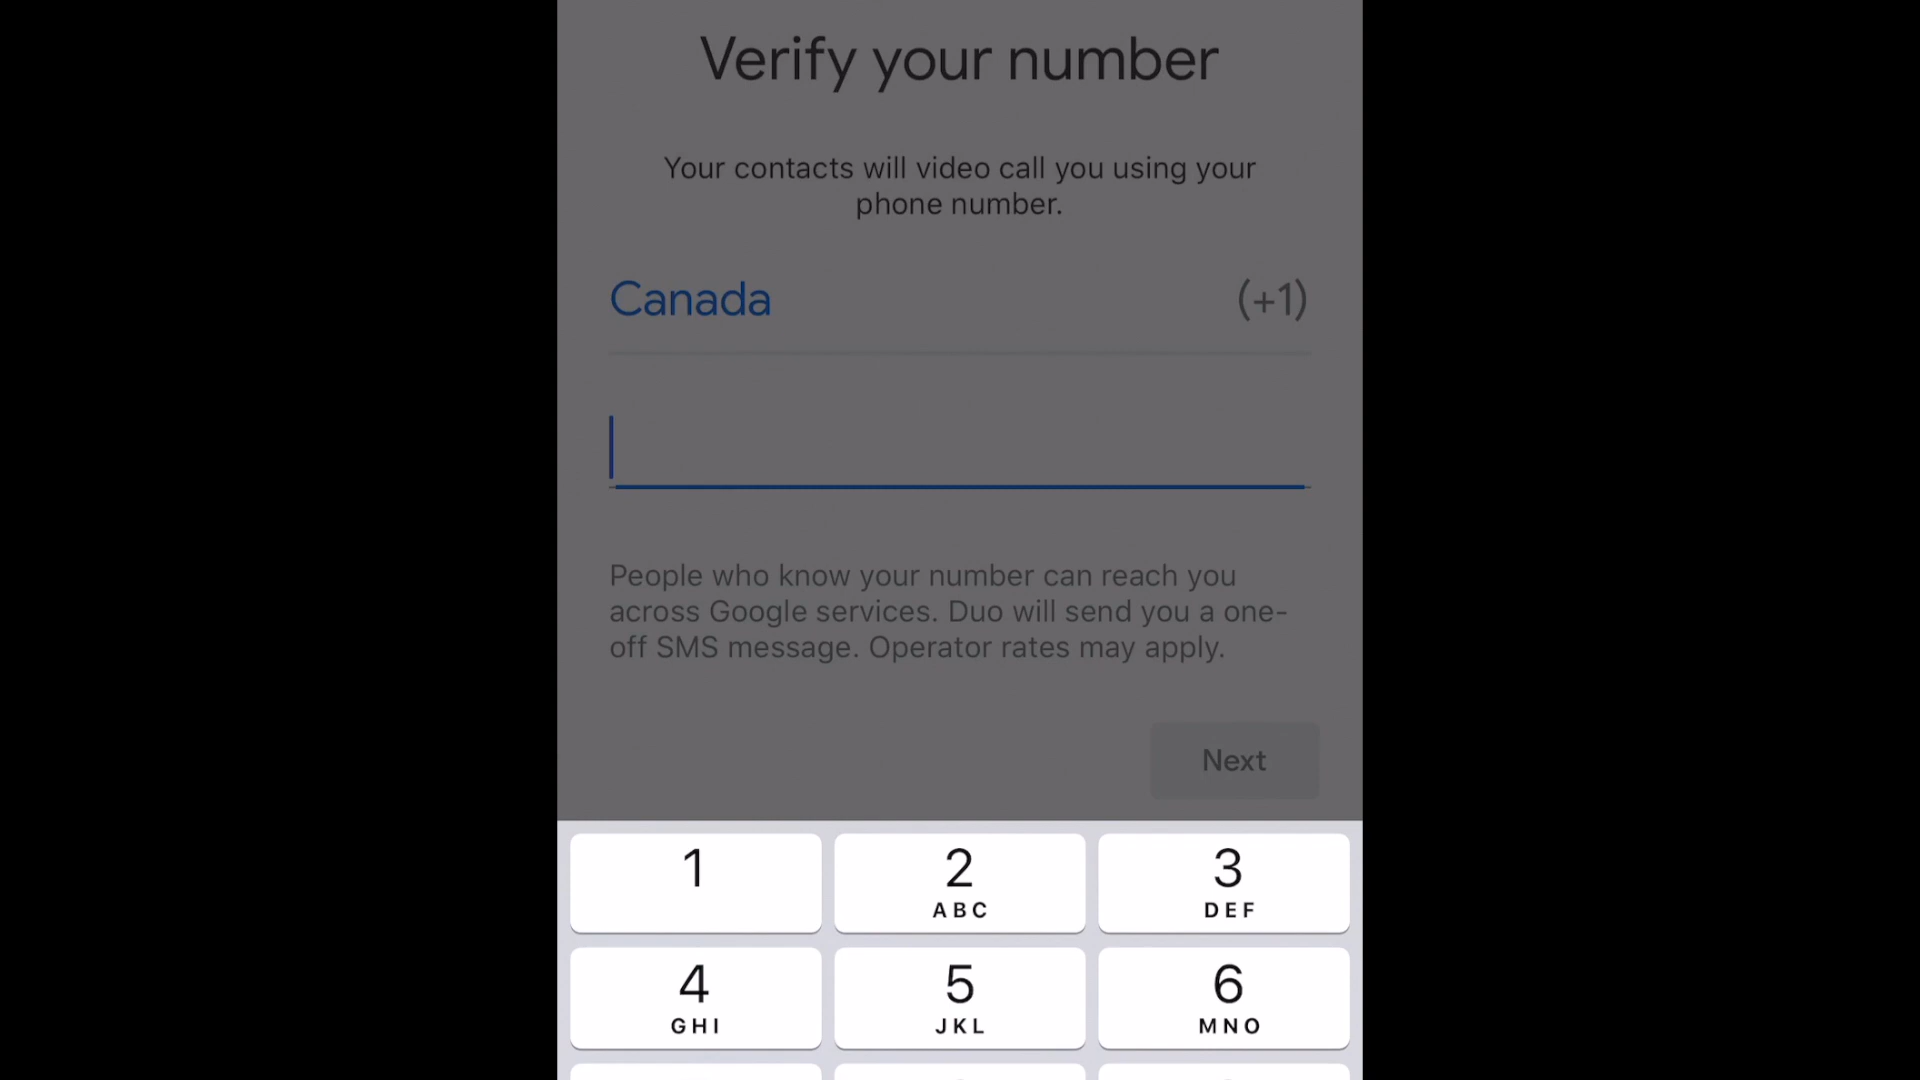 Verify your number
Your contacts will video call you using your
phone number.
Canada (+1)
People who know your number can reach you
across Google services. Duo will send you a one-
off SMS message. Operator rates may apply.
Next
1 2 3
ABC DEF
4 5 6
GHI JKL MNO